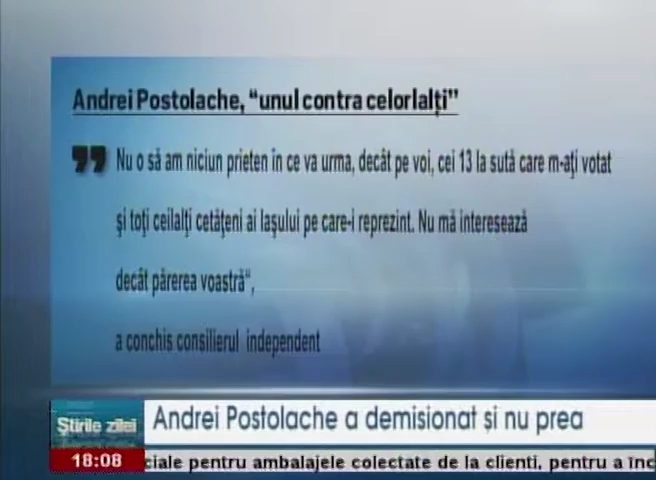 Andrei Postolache, "unul contra celorlalți"
Nu o să am niciun prieten în ce va urma, decât pe voi, cei 13 la sută care m-ați votat
și toți ceilalți cetățeni ai Iașului pe care-i reprezint. Nu mă interesează
decât părerea voastră",
a conchis consilierul independent
Știrile zilei
Andrei Postolache a demisionat și nu prea
18:08
ciale pentru ambalajele colectate de la clienti, pentru a înc